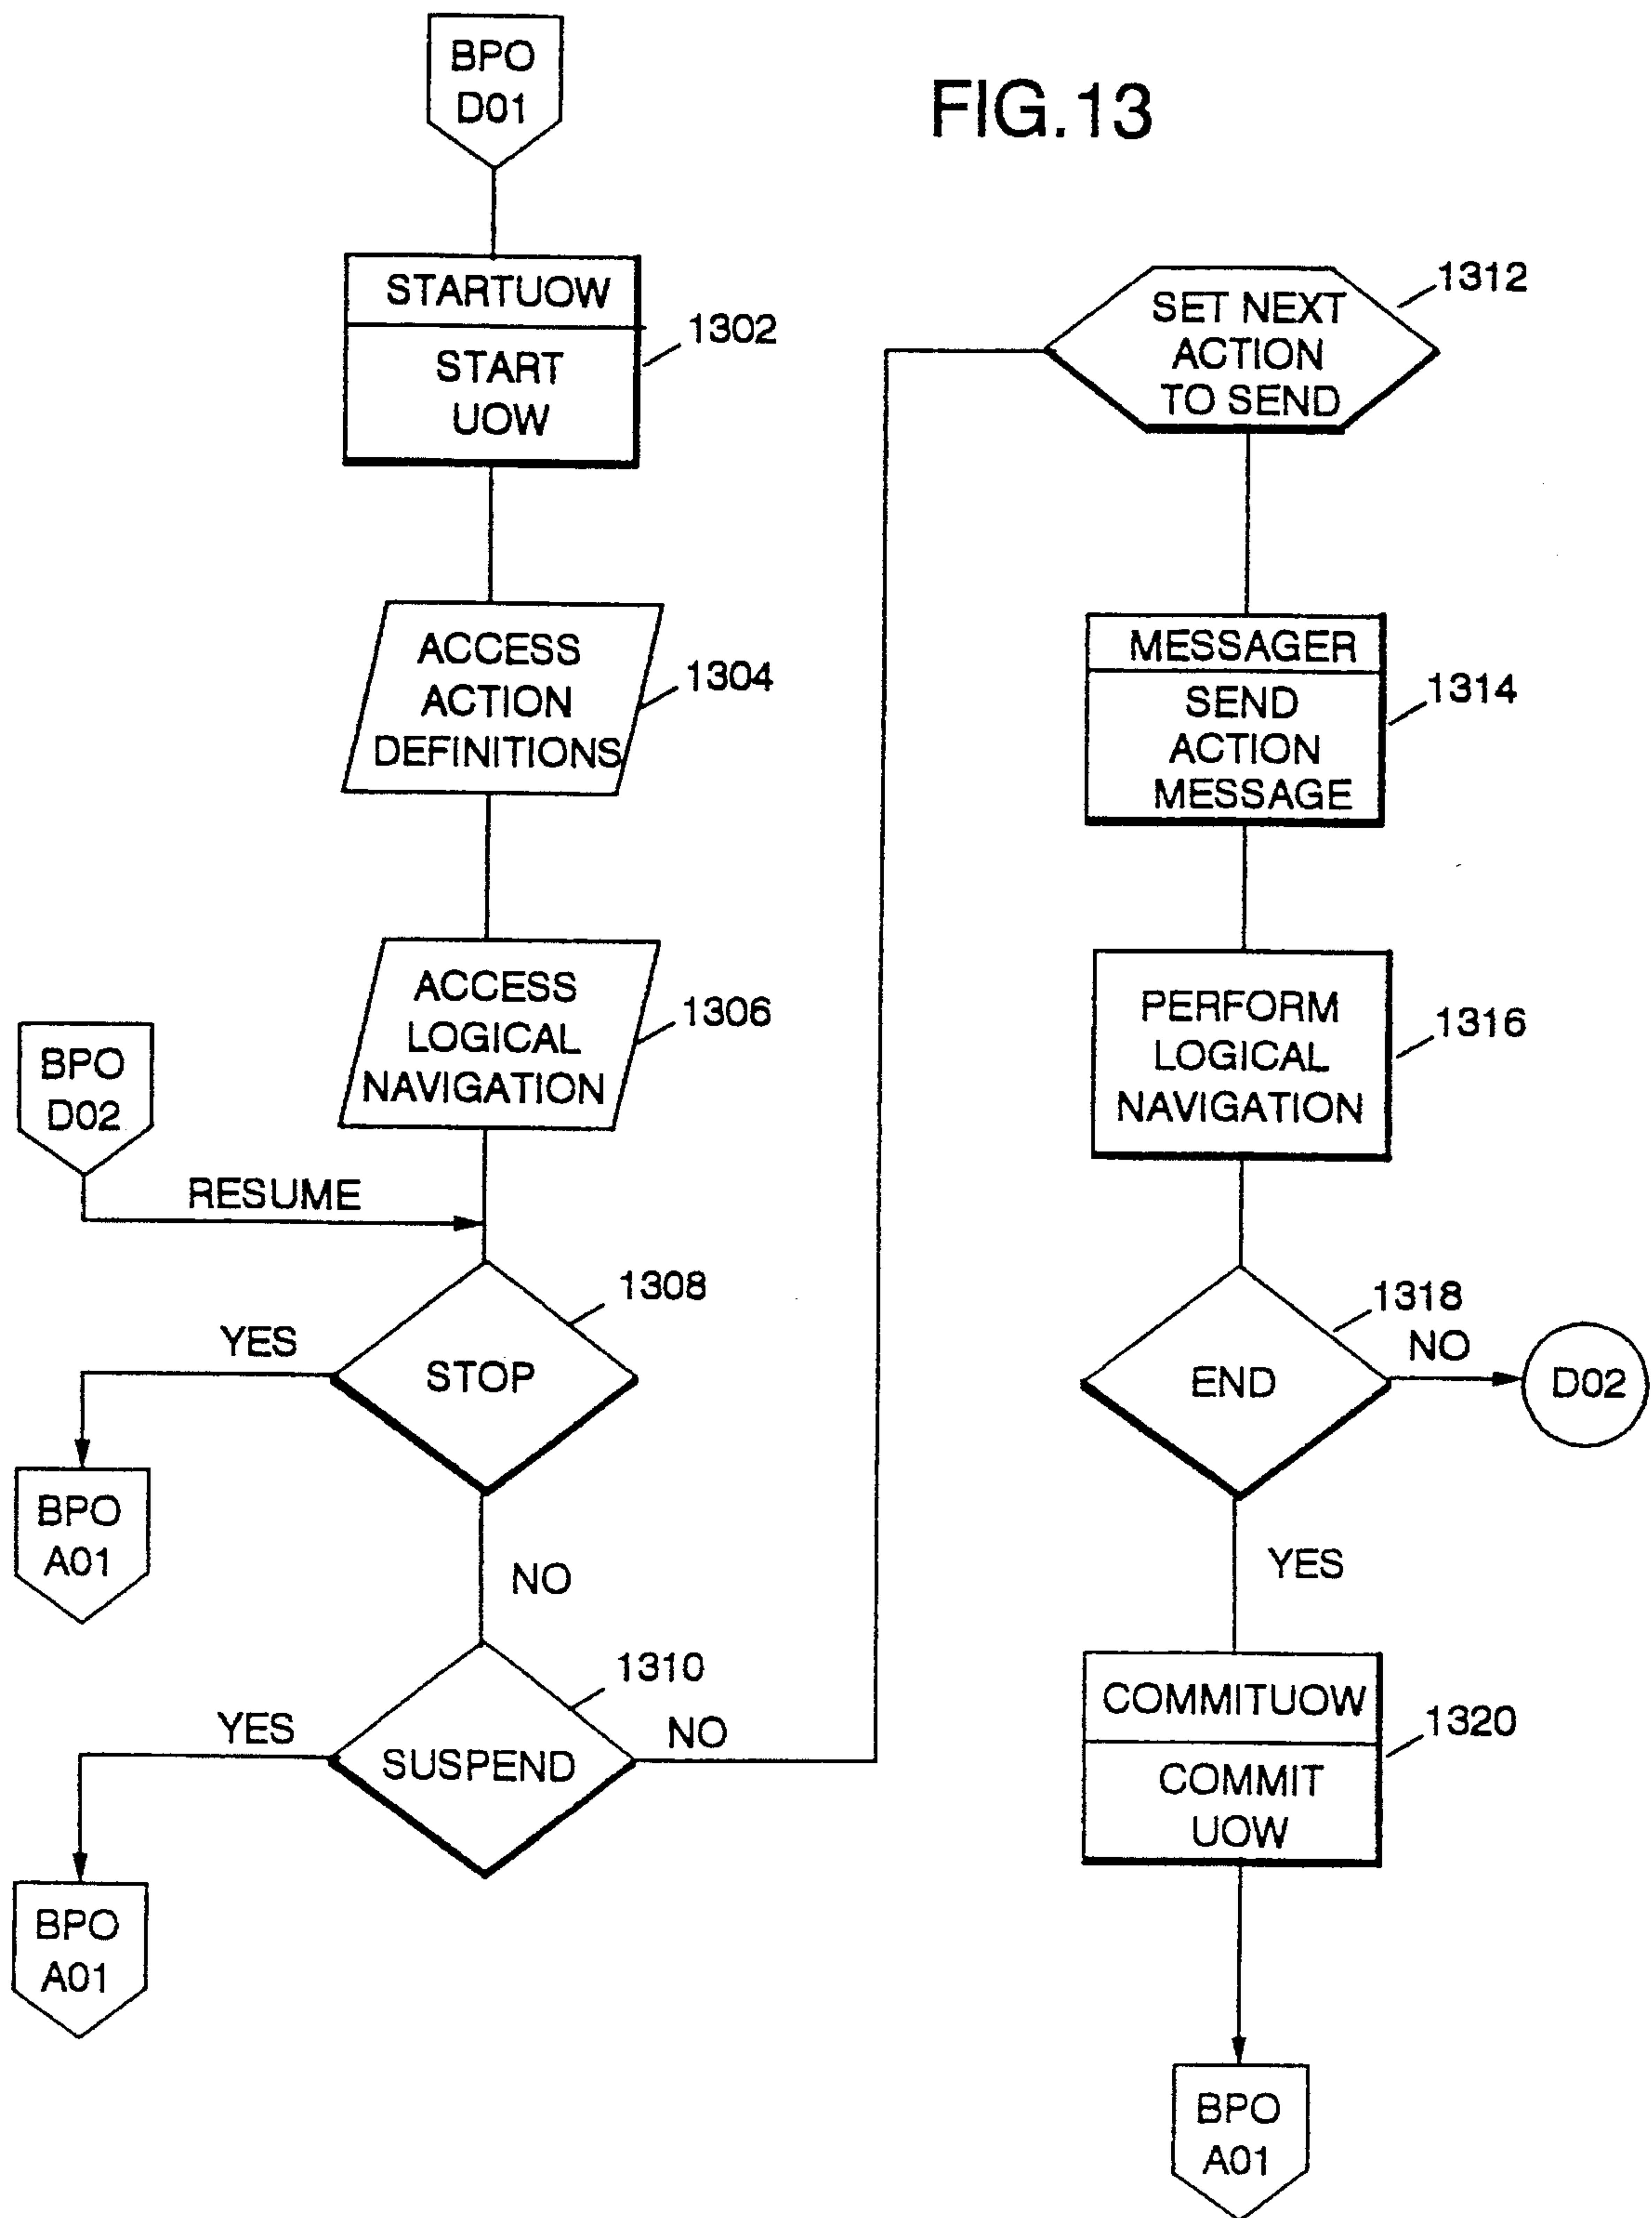 FIG.13
BPO
D01
STARTUOW
START
UOW
1302
ACCESS
ACTION
DEFINITIONS
1304
ACCESS
LOGICAL
NAVIGATION
1306
BPO
D02
RESUME
STOP
1308
YES
BPO
A01
NO
SUSPEND
1310
YES
BPO
A01
NO
SET NEXT
ACTION
TO SEND
1312
MESSAGER
SEND
ACTION
MESSAGE
1314
PERFORM
LOGICAL
NAVIGATION
1316
END
1318
NO
D02
YES
COMMITUOW
COMMIT
UOW
1320
BPO
A01